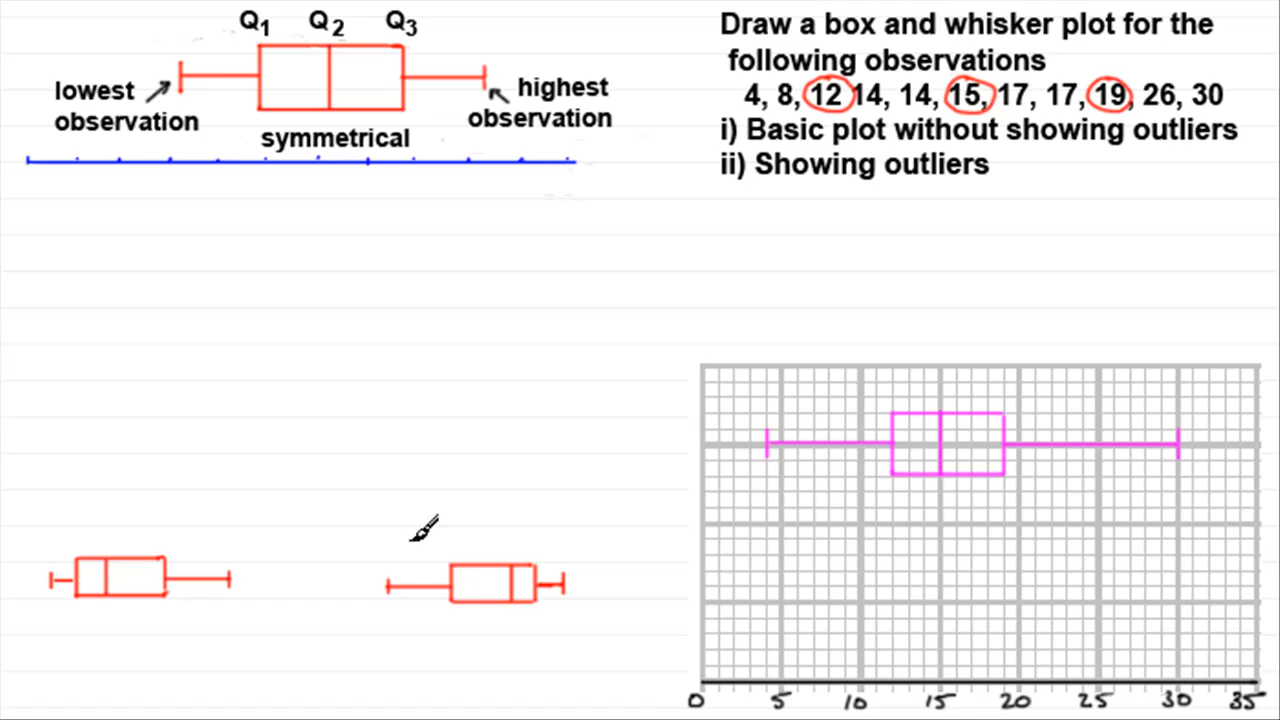 Q1 Q2 Q3
lowest
observation
highest
observation
symmetrical
Draw a box and whisker plot for the
following observations
4, 8, 12 14, 14, 15, 17, 17, 19, 26, 30
i) Basic plot without showing outliers
ii) Showing outliers
0 5 10 15 20 25 30 35